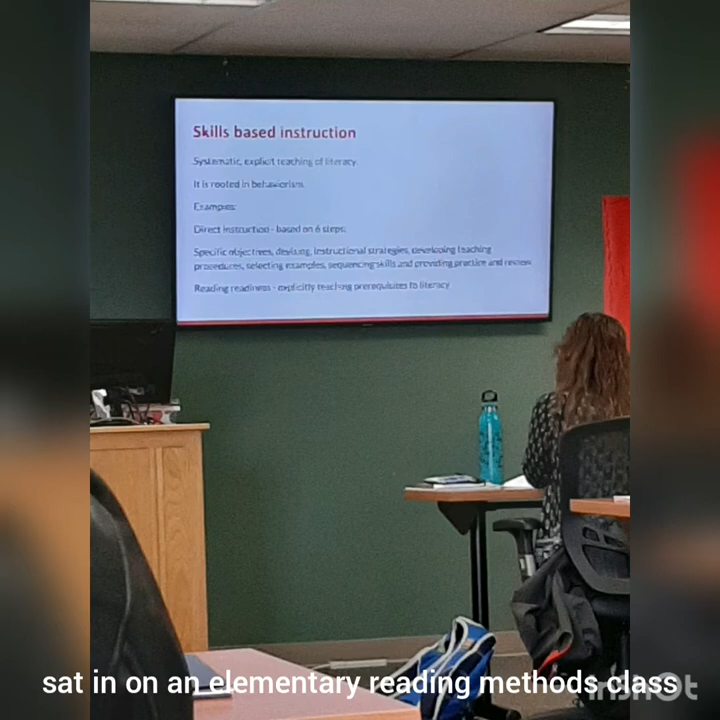 Skills based instruction
Systematic, explicit teaching of literacy.
It is rooted in behaviorism.
Examples:
Direct instruction - based on 6 steps:
Specific objectives, devising, instructional strategies, developing teaching
procedures, selecting examples, sequencing skills and providing practice and review
Reading readiness - explicitly teaching prerequisites to literacy
sat in on an elementary reading methods class
InShot